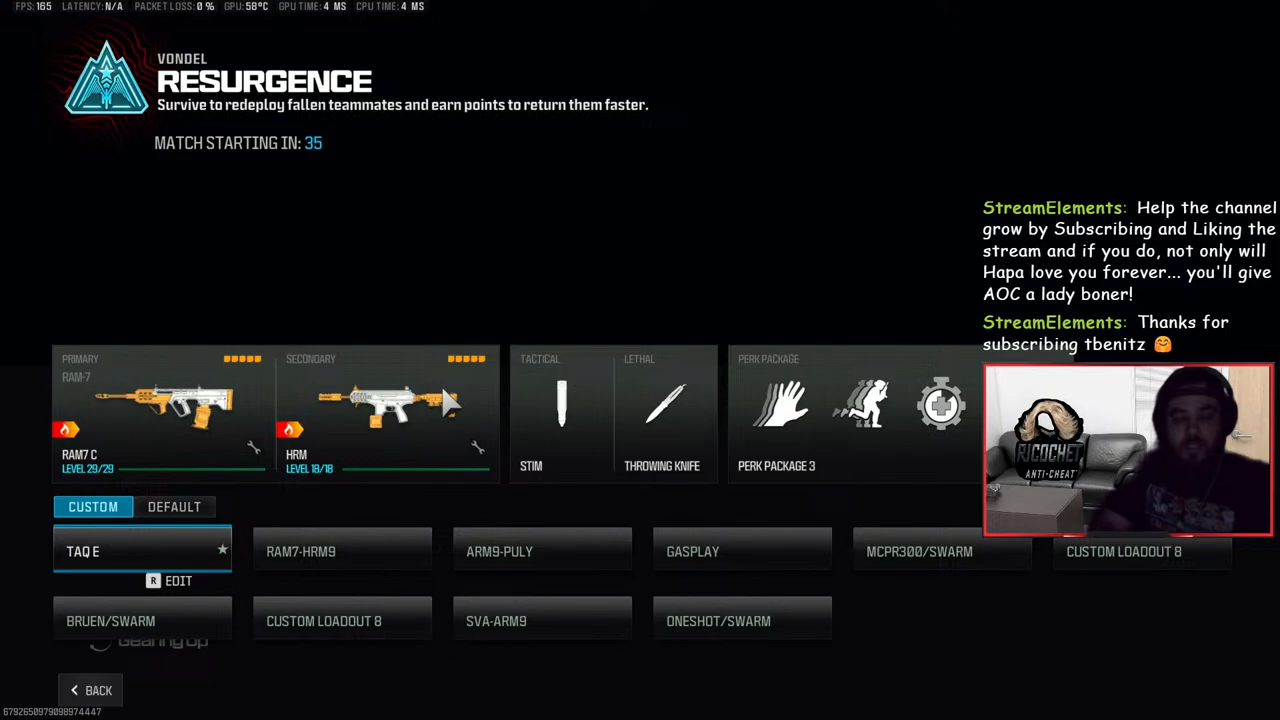 FPS: 165 LATENCY: N/A PACKET LOSS: 0 % GPU: 58°C GPU TIME: 4 MS CPU TIME: 4 MS
VONDEL
RESURGENCE
Survive to redeploy fallen teammates and earn points to return them faster.
MATCH STARTING IN: 35
StreamElements: Help the channel
grow by Subscribing and Liking the
stream and if you do, not only will
Hapa love you forever... you'll give
AOC a lady boner!
StreamElements: Thanks for
subscribing tbenitz 🤗
PRIMARY
RAM-7
RAM7 C
LEVEL 29/29
SECONDARY
HRM
LEVEL 18/18
TACTICAL
STIM
LETHAL
THROWING KNIFE
PERK PACKAGE
PERK PACKAGE 3
RICOCHET
ANTI-CHEAT
CUSTOM DEFAULT
TAQ E RAM7-HRM9 ARM9-PULY GASPLAY MCPR300/SWARM CUSTOM LOADOUT 8
R EDIT
BRUEN/SWARM CUSTOM LOADOUT 8 SVA-ARM9 ONESHOT/SWARM
Gearing Up
BACK
6792650979098974447